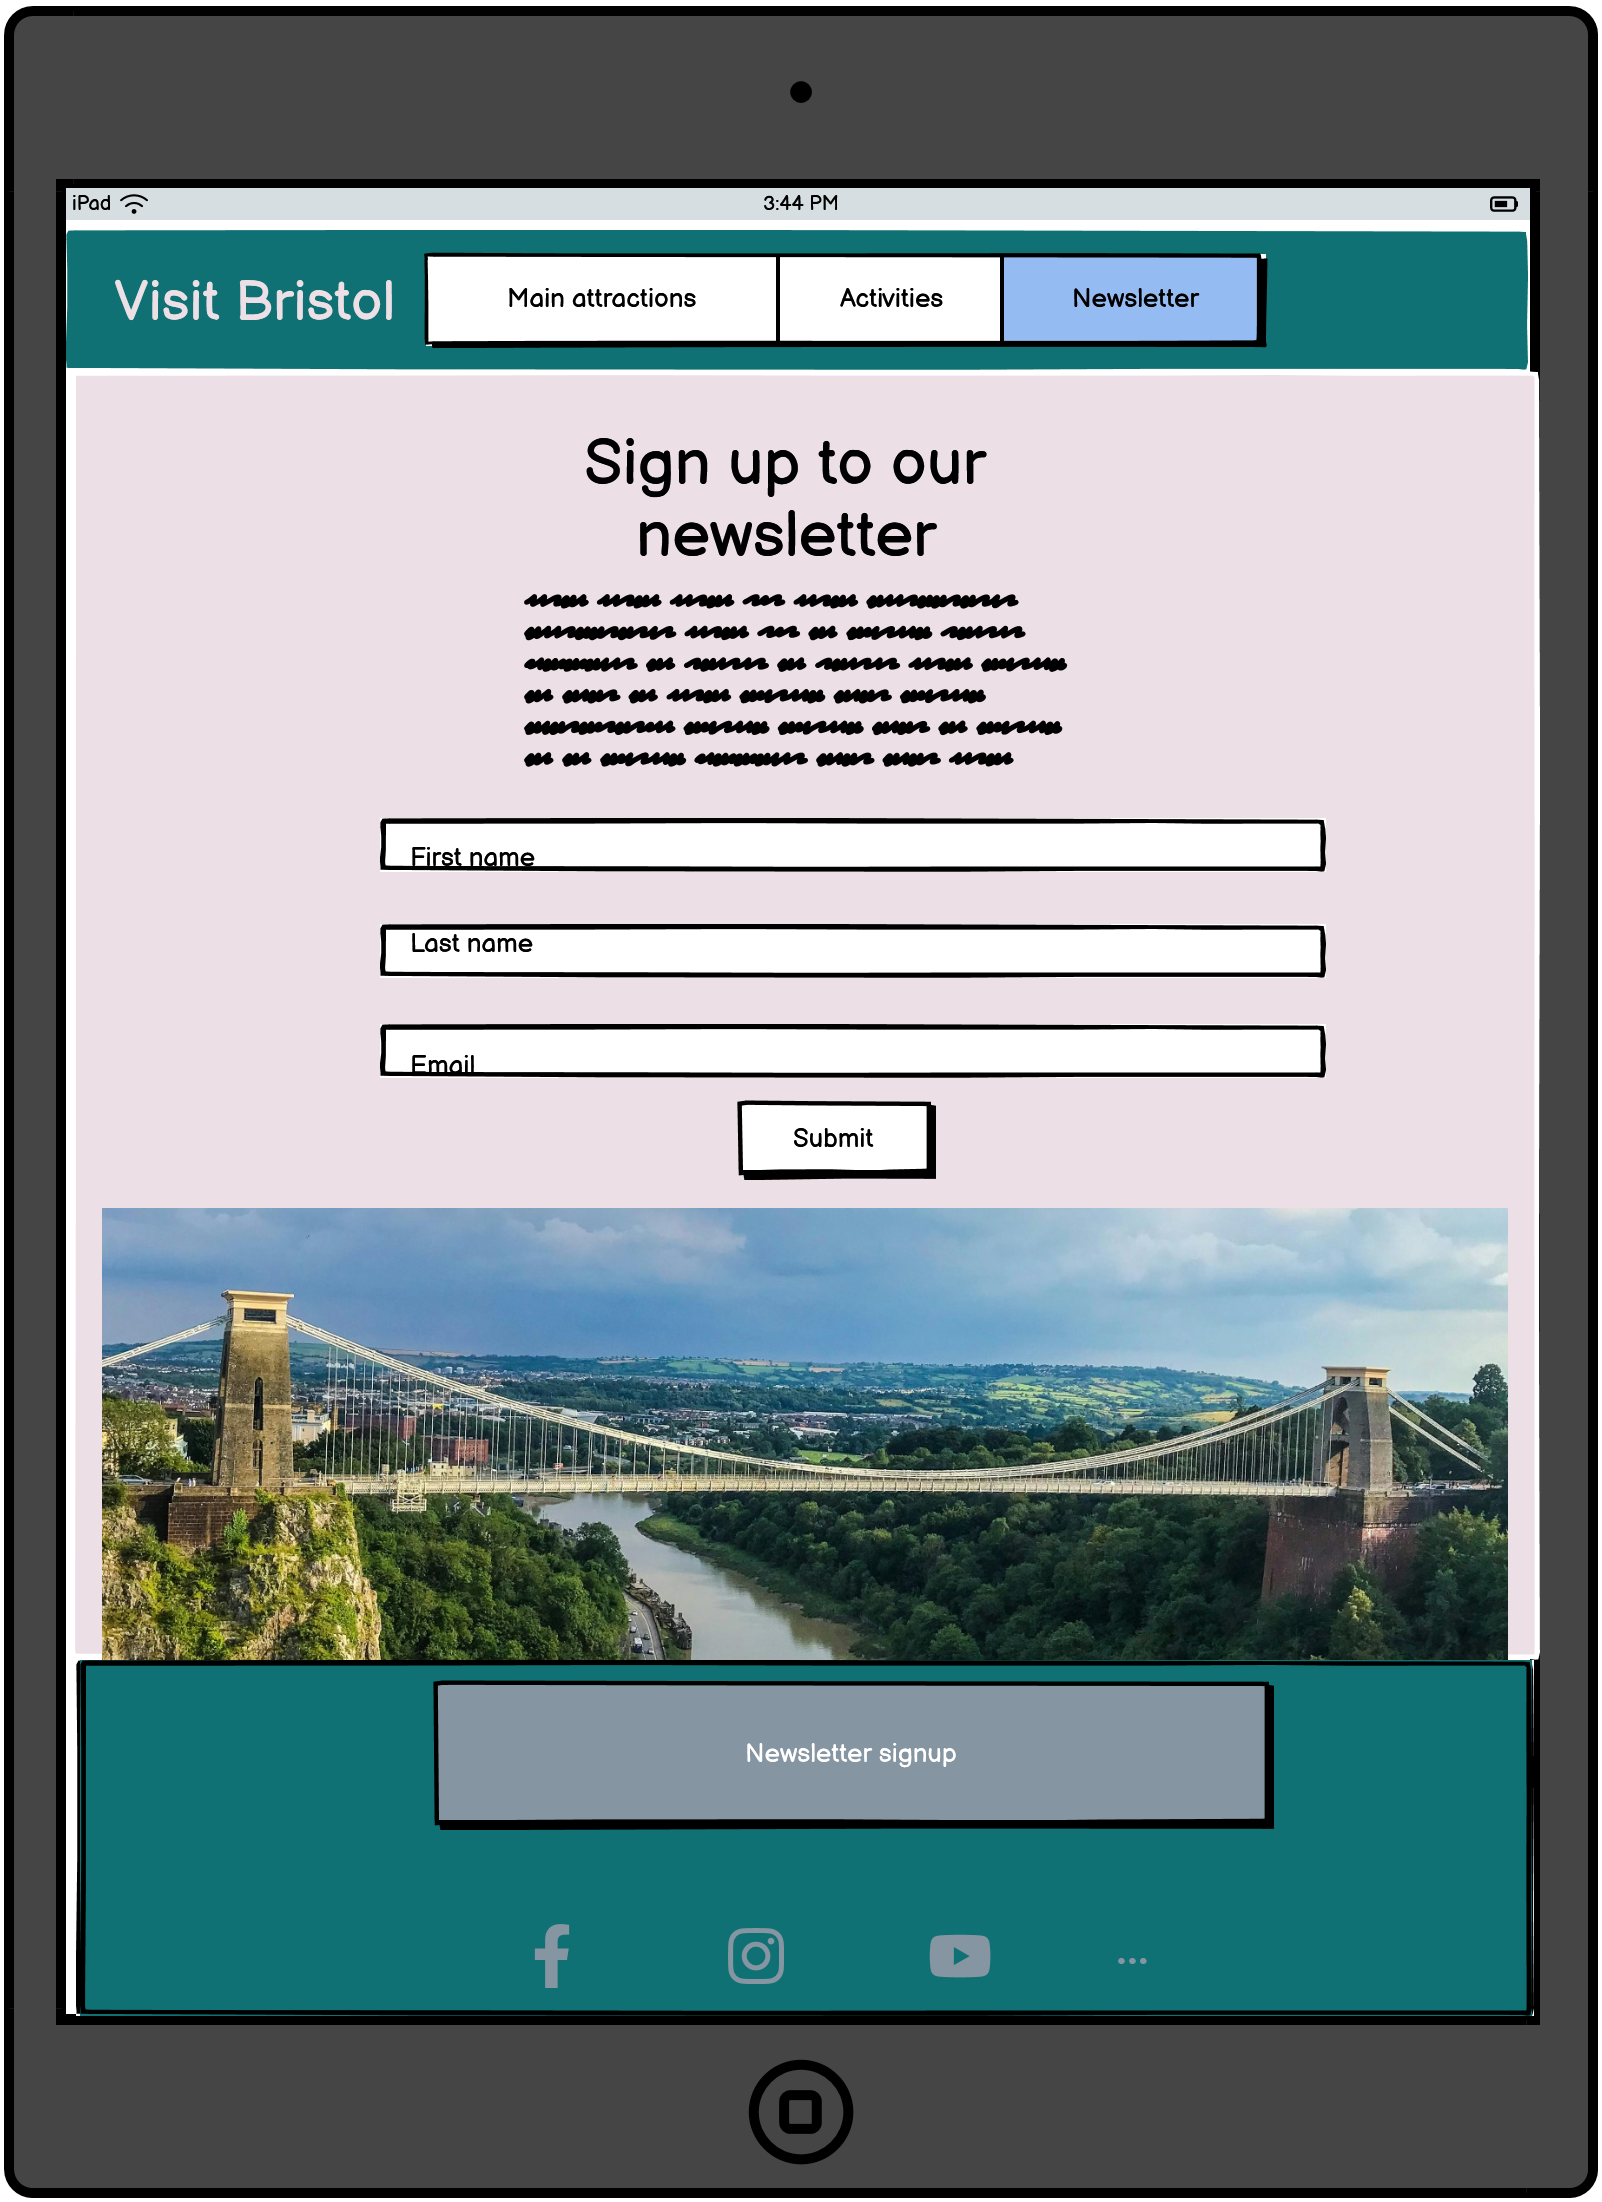 iPad
3:44 PM
Visit Bristol
Main attractions
Activities
Newsletter
Sign up to our
newsletter
First name
Last name
Email
Submit
Newsletter signup
...